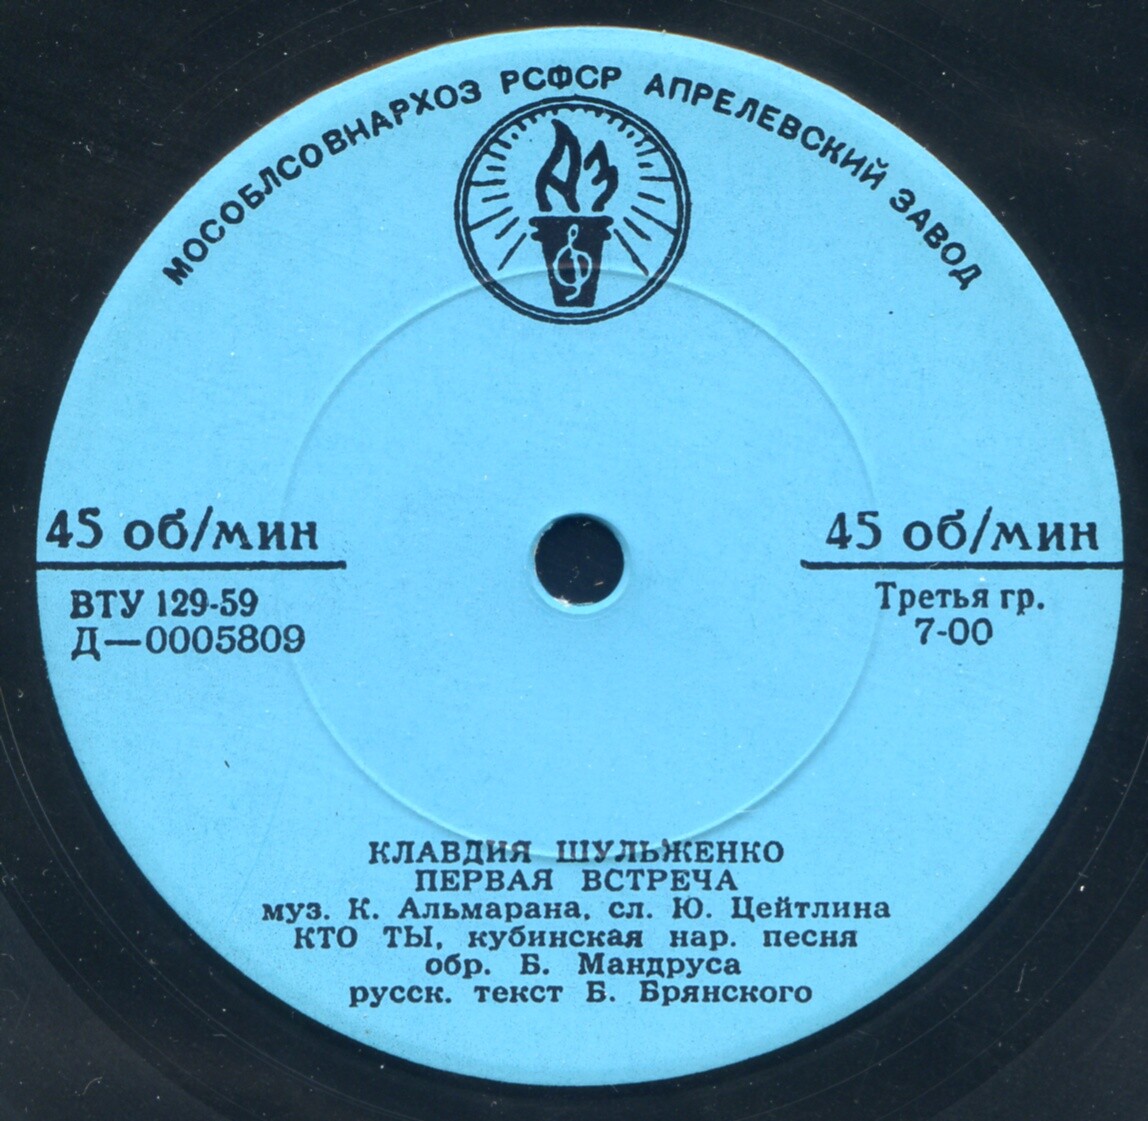 МОСОБЛСОВНАРХОЗ РСФСР АПРЕЛЕВСКИЙ ЗАВОД
АЗ
45 об/мин
45 об/мин
ВТУ 129-59
Д—0005809
Третья гр.
7-00
КЛАВДИЯ ШУЛЬЖЕНКО
ПЕРВАЯ ВСТРЕЧА
муз. К. Альмарана, сл. Ю. Цейтлина
КТО ТЫ, кубинская нар. песня
обр. Б. Мандруса
русск. текст Б. Брянского